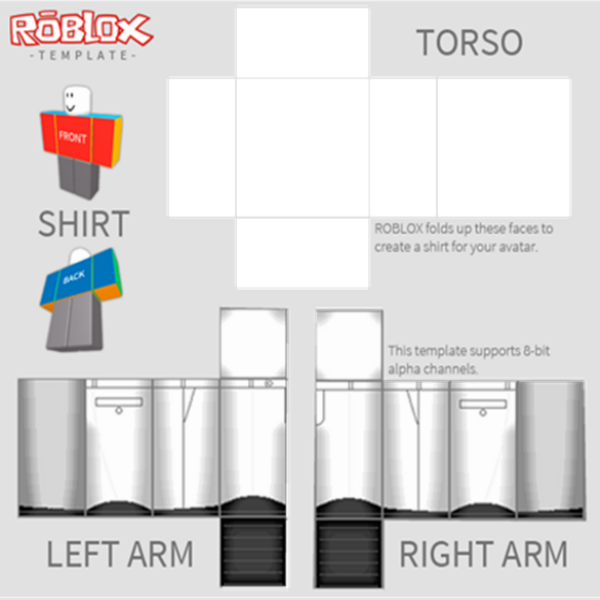 RŌBLOX
-TEMPLATE-
TORSO
FRONT
SHIRT
ROBLOX folds up these faces to
create a shirt for your avatar.
BACK
This template supports 8-bit
alpha channels.
LEFT ARM
RIGHT ARM